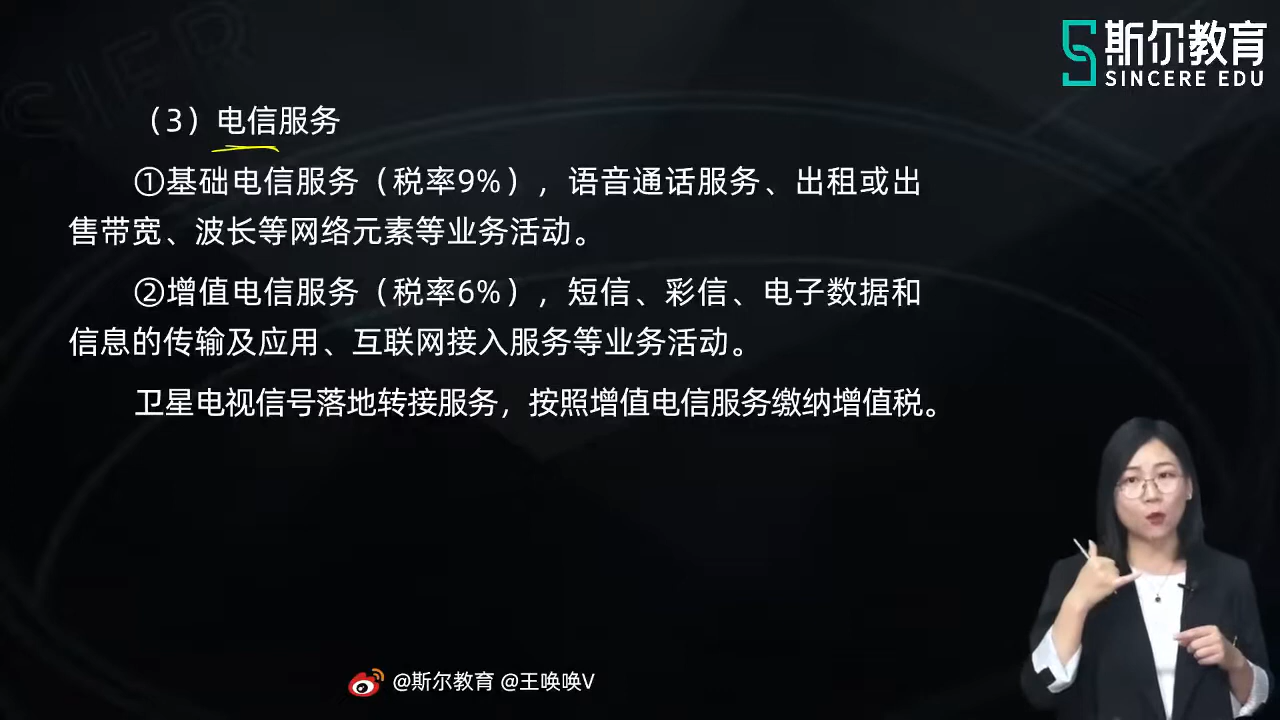 斯尔教育
SINCERE EDU
（3）电信服务
①基础电信服务（税率9%），语音通话服务、出租或出
售带宽、波长等网络元素等业务活动。
②增值电信服务（税率6%），短信、彩信、电子数据和
信息的传输及应用、互联网接入服务等业务活动。
卫星电视信号落地转接服务，按照增值电信服务缴纳增值税。
@斯尔教育 @王唤唤V